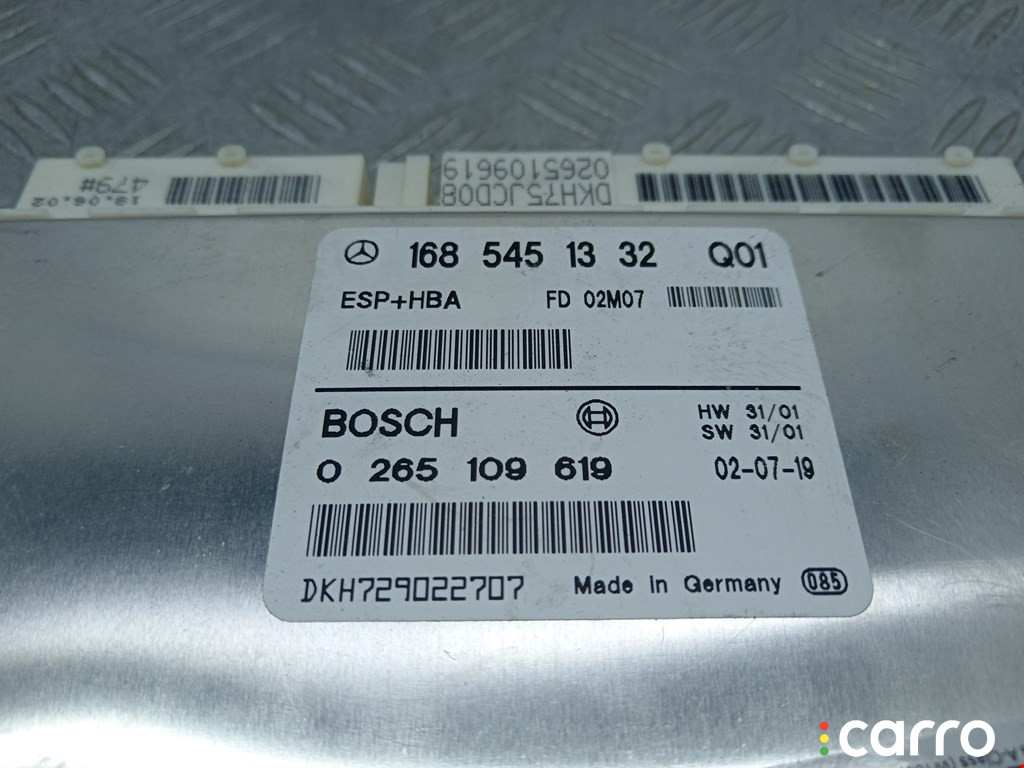 19.06.02
479#
DKH75JCD08
0265109619
168 545 13 32 Q01
ESP+HBA FD 02M07
BOSCH
HW 31/01
SW 31/01
0 265 109 619 02-07-19
DKH729022707 Made in Germany 085
carro